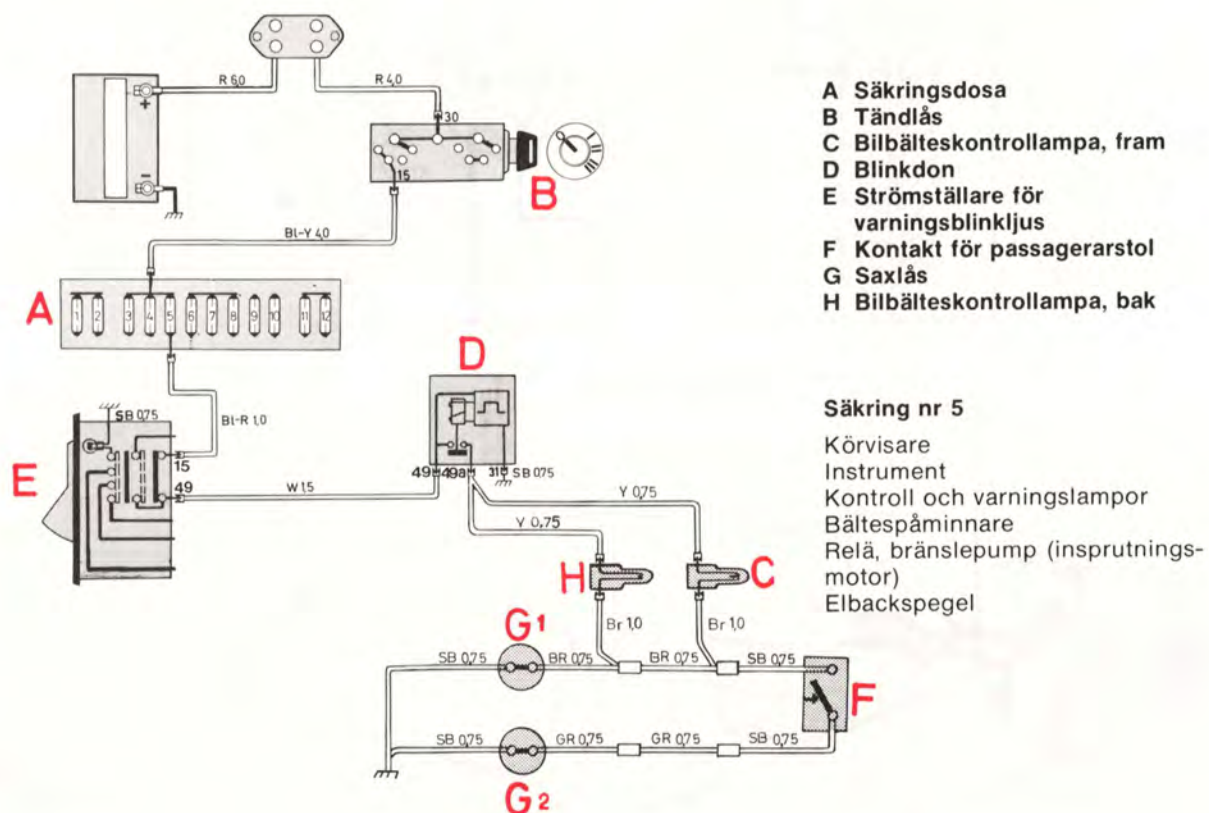 R 6,0
R 4,0
+
30
−
15
B
Bl-Y 4,0
A
1 2 3 4 5 6 7 8 9 10 11 12
D
SB 0,75
Bl-R 1,0
15
E
49
W 1,5
49 49a 31 SB 0,75
Y 0,75
Y 0,75
H
C
Br 1,0
Br 1,0
G1
SB 0,75 BR 0,75 BR 0,75 SB 0,75
F
SB 0,75 GR 0,75 GR 0,75 SB 0,75
G2
A Säkringsdosa
B Tändlås
C Bilbälteskontrollampa, fram
D Blinkdon
E Strömställare för
varningsblinkljus
F Kontakt för passagerarstol
G Saxlås
H Bilbälteskontrollampa, bak
Säkring nr 5
Körvisare
Instrument
Kontroll och varningslampor
Bältespåminnare
Relä, bränslepump (insprutnings-
motor)
Elbackspegel